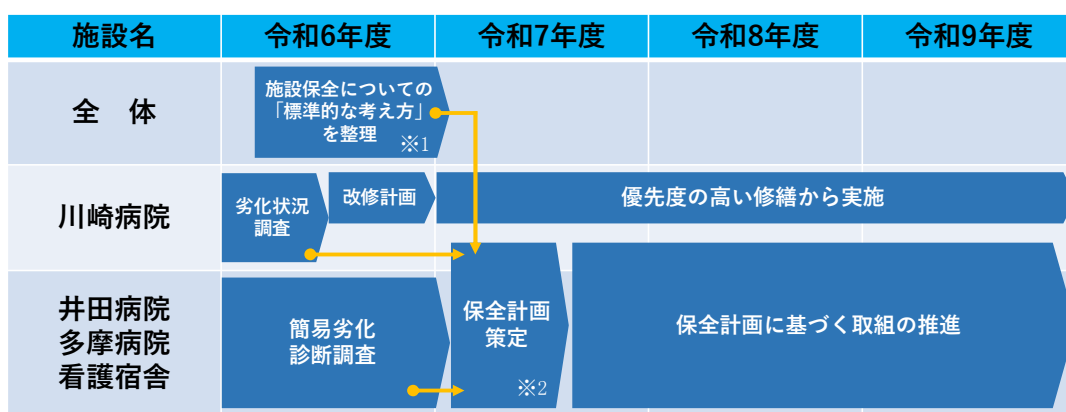 施設名
令和6年度
令和7年度
令和8年度
令和9年度
全　体
施設保全についての
「標準的な考え方」
を整理
※1
川崎病院
劣化状況
調査
改修計画
優先度の高い修繕から実施
井田病院
多摩病院
看護宿舎
簡易劣化
診断調査
保全計画
策定
※2
保全計画に基づく取組の推進